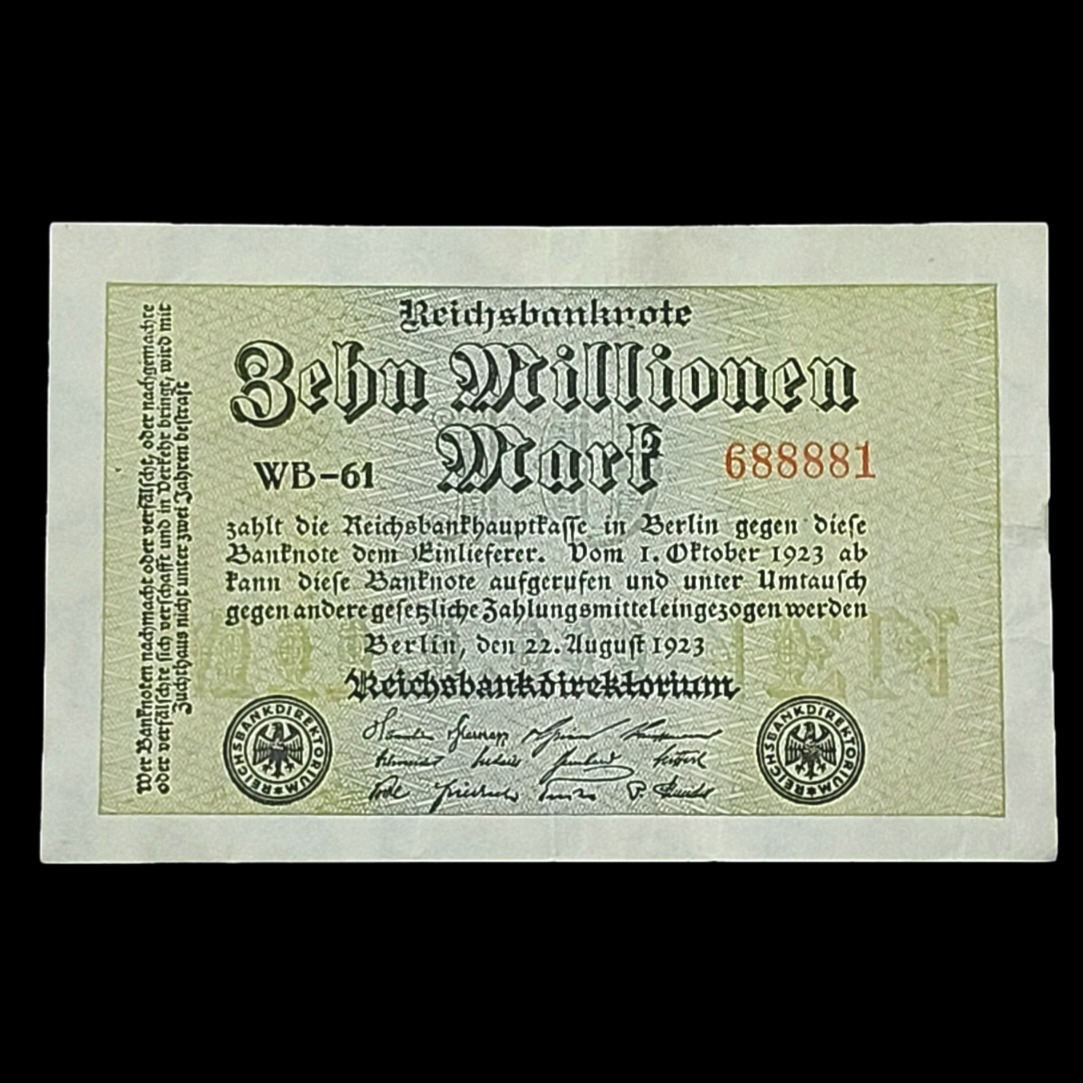 Reichsbanknote
Zehn Millionen
Mark
WB-61
688881
zahlt die Reichsbankhauptkasse in Berlin gegen diese
Banknote dem Einlieferer. Vom 1. Oktober 1923 ab
kann diese Banknote aufgerufen und unter Umtausch
gegen andere gesetzliche Zahlungsmittel eingezogen werden
Berlin, den 22. August 1923
Reichsbankdirektorium
REICHSBANKDIREKTORIUM
REICHSBANKDIREKTORIUM
Wer Banknoten nachmacht oder verfälscht, oder nachgemachte
oder verfälschte sich verschafft und in Verkehr bringt, wird mit
Zuchthaus nicht unter zwei Jahren bestraft